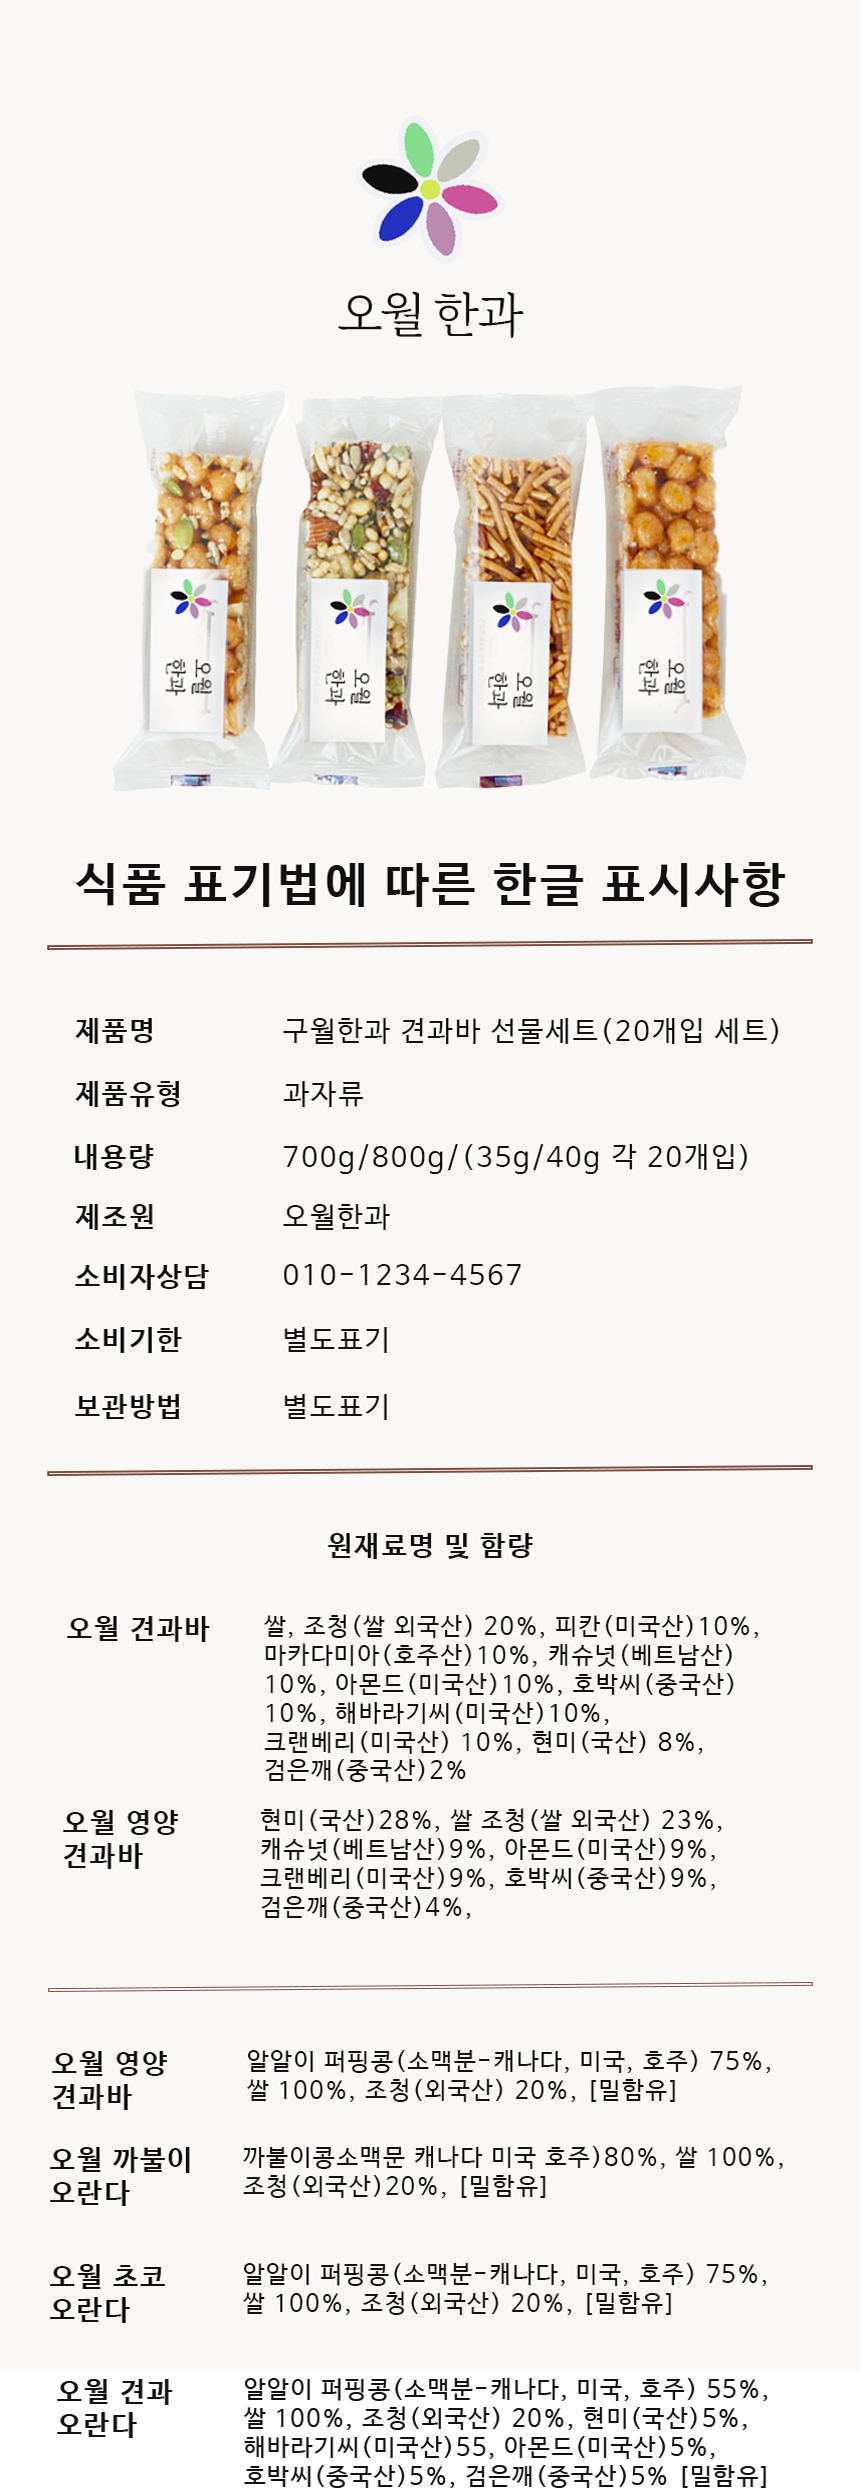 오월 한과
오월
한과
오월
한과
오월
한과
오월
한과
식품 표기법에 따른 한글 표시사항
제품명 구월한과 견과바 선물세트(20개입 세트)
제품유형 과자류
내용량 700g/800g/(35g/40g 각 20개입)
제조원 오월한과
소비자상담 010-1234-4567
소비기한 별도표기
보관방법 별도표기
원재료명 및 함량
오월 견과바 쌀, 조청(쌀 외국산) 20%, 피칸(미국산)10%,
마카다미아(호주산)10%, 캐슈넛(베트남산)
10%, 아몬드(미국산)10%, 호박씨(중국산)
10%, 해바라기씨(미국산)10%,
크랜베리(미국산) 10%, 현미(국산) 8%,
검은깨(중국산)2%
오월 영양
견과바
현미(국산)28%, 쌀 조청(쌀 외국산) 23%,
캐슈넛(베트남산)9%, 아몬드(미국산)9%,
크랜베리(미국산)9%, 호박씨(중국산)9%,
검은깨(중국산)4%,
오월 영양
견과바
알알이 퍼핑콩(소맥분-캐나다, 미국, 호주) 75%,
쌀 100%, 조청(외국산) 20%, [밀함유]
오월 까불이
오란다
까불이콩소맥문 캐나다 미국 호주)80%, 쌀 100%,
조청(외국산)20%, [밀함유]
오월 초코
오란다
알알이 퍼핑콩(소맥분-캐나다, 미국, 호주) 75%,
쌀 100%, 조청(외국산) 20%, [밀함유]
오월 견과
오란다
알알이 퍼핑콩(소맥분-캐나다, 미국, 호주) 55%,
쌀 100%, 조청(외국산) 20%, 현미(국산)5%,
해바라기씨(미국산)55, 아몬드(미국산)5%,
호박씨(중국산)5%, 검은깨(중국산)5% [밀함유]